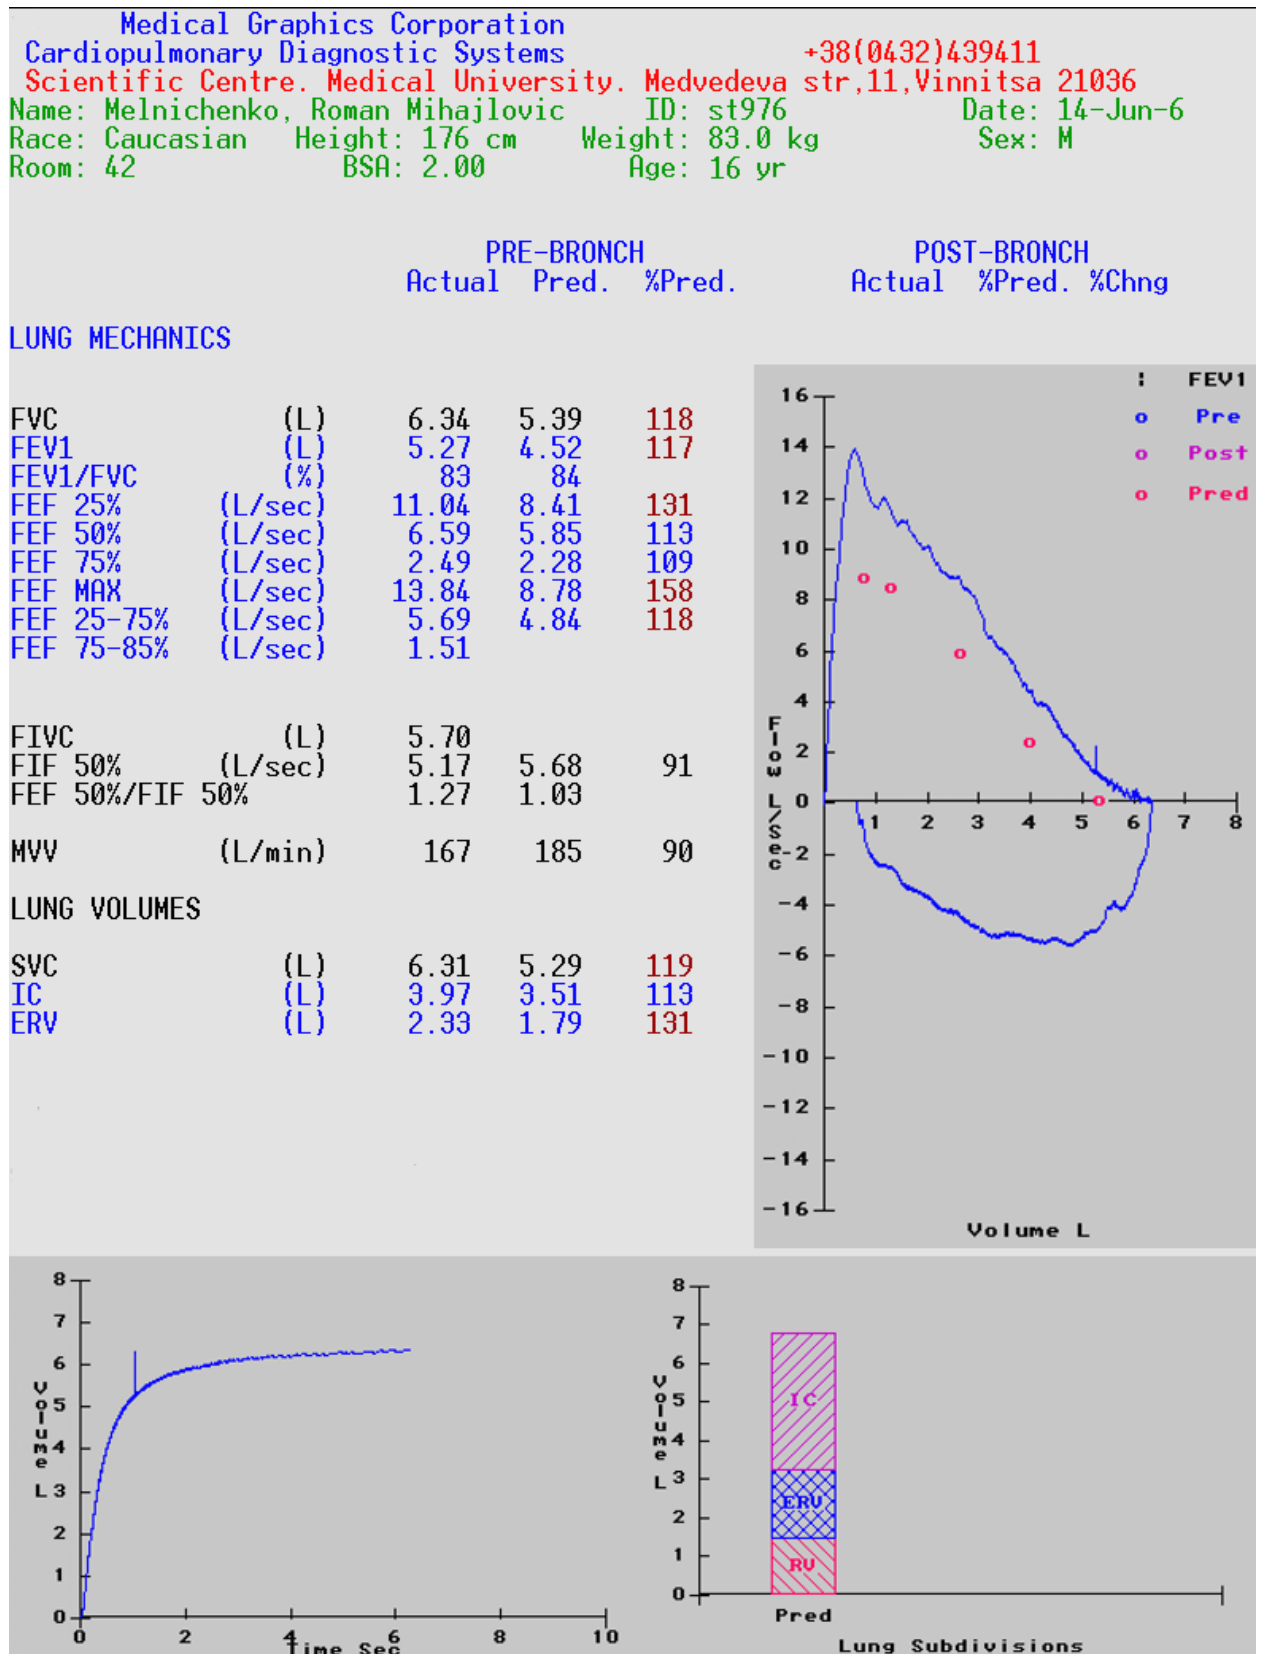 Medical Graphics Corporation
Cardiopulmonary Diagnostic Systems +38(0432)439411
Scientific Centre. Medical University. Medvedeva str,11,Vinnitsa 21036
Name: Melnichenko, Roman Mihajlovic ID: st976 Date: 14-Jun-6
Race: Caucasian Height: 176 cm Weight: 83.0 kg Sex: M
Room: 42 BSA: 2.00 Age: 16 yr
PRE-BRONCH POST-BRONCH
Actual Pred. %Pred. Actual %Pred. %Chng
LUNG MECHANICS
FVC (L) 6.34 5.39 118
FEV1 (L) 5.27 4.52 117
FEV1/FVC (%) 83 84
FEF 25% (L/sec) 11.04 8.41 131
FEF 50% (L/sec) 6.59 5.85 113
FEF 75% (L/sec) 2.49 2.28 109
FEF MAX (L/sec) 13.84 8.78 158
FEF 25-75% (L/sec) 5.69 4.84 118
FEF 75-85% (L/sec) 1.51
FIVC (L) 5.70
FIF 50% (L/sec) 5.17 5.68 91
FEF 50%/FIF 50% 1.27 1.03
MVV (L/min) 167 185 90
LUNG VOLUMES
SVC (L) 6.31 5.29 119
IC (L) 3.97 3.51 113
ERV (L) 2.33 1.79 131
FEV1
Pre
Post
Pred
16
14
12
10
8
6
4
2
0
-2
-4
-6
-8
-10
-12
-14
-16
Flow L/sec
1 2 3 4 5 6 7 8
Volume L
8
7
6
5
4
3
2
1
0
Volume L
0 2 4 6 8 10
Time Sec
8
7
6
5
4
3
2
1
0
Volume L
IC
ERV
RV
Pred
Lung Subdivisions